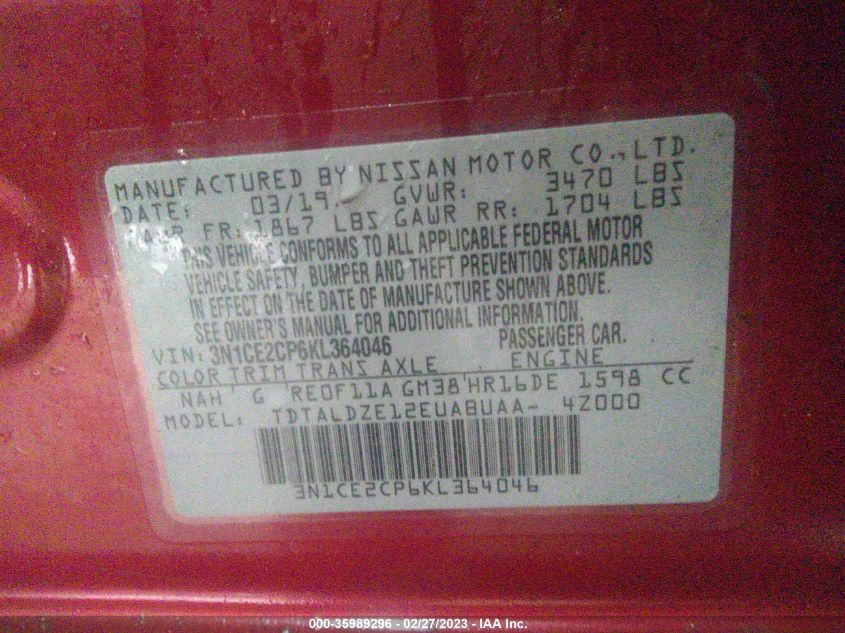 MANUFACTURED BY NISSAN MOTOR CO., LTD.
DATE: 03/19 GVWR: 3470 LBS
GAWR FR: 1867 LBS GAWR RR: 1704 LBS
THIS VEHICLE CONFORMS TO ALL APPLICABLE FEDERAL MOTOR
VEHICLE SAFETY, BUMPER AND THEFT PREVENTION STANDARDS
IN EFFECT ON THE DATE OF MANUFACTURE SHOWN ABOVE.
SEE OWNER'S MANUAL FOR ADDITIONAL INFORMATION.
VIN: 3N1CE2CP6KL364046 PASSENGER CAR.
COLOR TRIM TRANS AXLE ENGINE
NAH G RE0F11A GM38 HR16DE 1598 CC
MODEL: TDTALDZE12EUABUAA- 4Z000
3N1CE2CP6KL364046
000-35989296 - 02/27/2023 - IAA Inc.